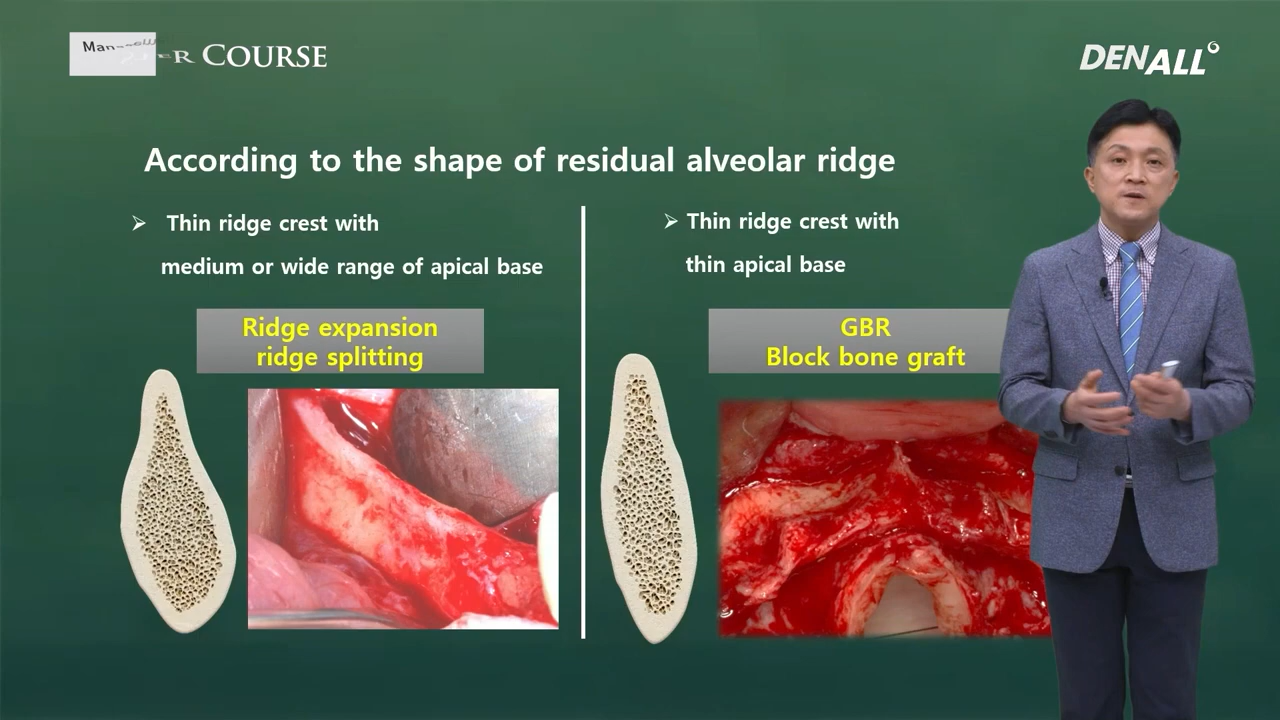 COURSE
DENALL
According to the shape of residual alveolar ridge
➢ Thin ridge crest with
medium or wide range of apical base
Ridge expansion
ridge splitting
➢ Thin ridge crest with
thin apical base
GBR
Block bone graft